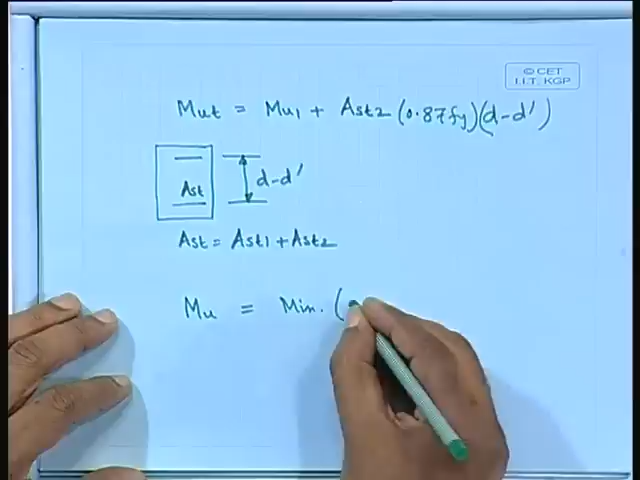 © CET
I.I.T. KGP
Mut = Mu1 + Ast2 (0.87fy)(d-d')
Ast
d-d'
Ast = Ast1 + Ast2
Mu = Min. (